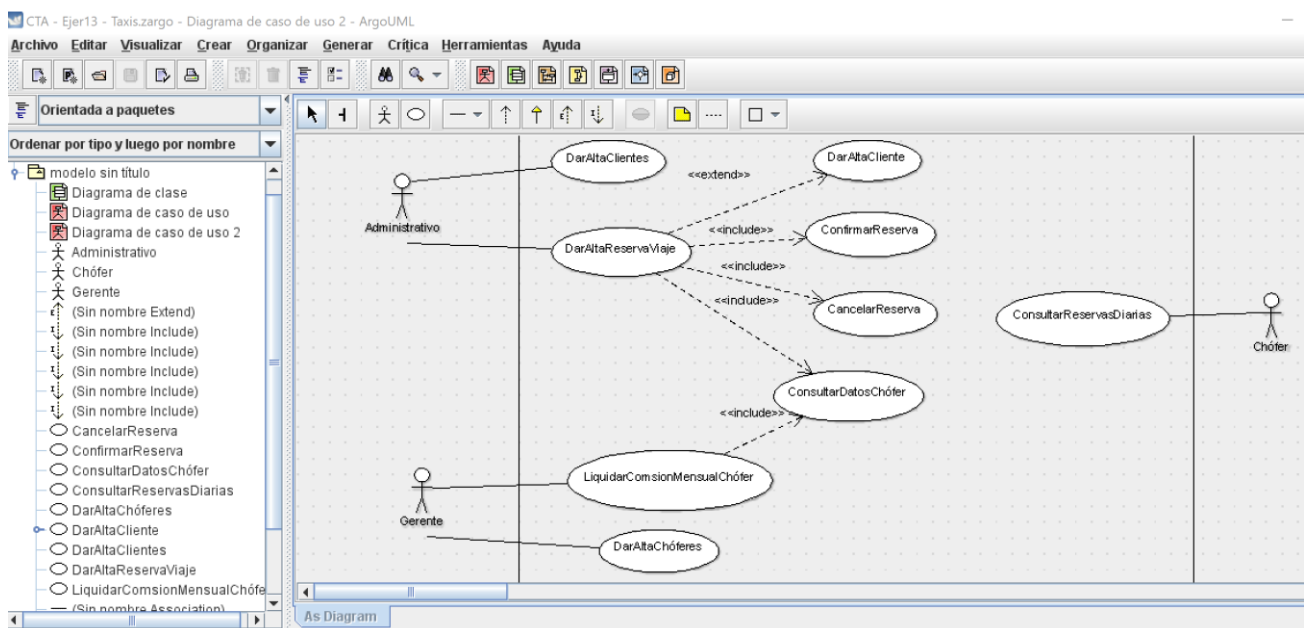 CTA - Ejer13 - Taxis.zargo - Diagrama de caso de uso 2 - ArgoUML
Archivo Editar Visualizar Crear Organizar Generar Crítica Herramientas Ayuda
Orientada a paquetes
Ordenar por tipo y luego por nombre
modelo sin título
Diagrama de clase
Diagrama de caso de uso
Diagrama de caso de uso 2
Administrativo
Chófer
Gerente
(Sin nombre Extend)
(Sin nombre Include)
(Sin nombre Include)
(Sin nombre Include)
(Sin nombre Include)
CancelarReserva
ConfirmarReserva
ConsultarDatosChófer
ConsultarReservasDiarias
DarAltaChóferes
DarAltaCliente
DarAltaClientes
DarAltaReservaViaje
LiquidarComsionMensualChófe
(Sin nombre Association)
DarAltaClientes
DarAltaCliente
<<extend>>
Administrativo
<<include>>
ConfirmarReserva
DarAltaReservaViaje
<<include>>
<<include>>
CancelarReserva
ConsultarReservasDiarias
Chófer
ConsultarDatosChófer
<<include>>
LiquidarComsionMensualChófer
Gerente
DarAltaChóferes
As Diagram